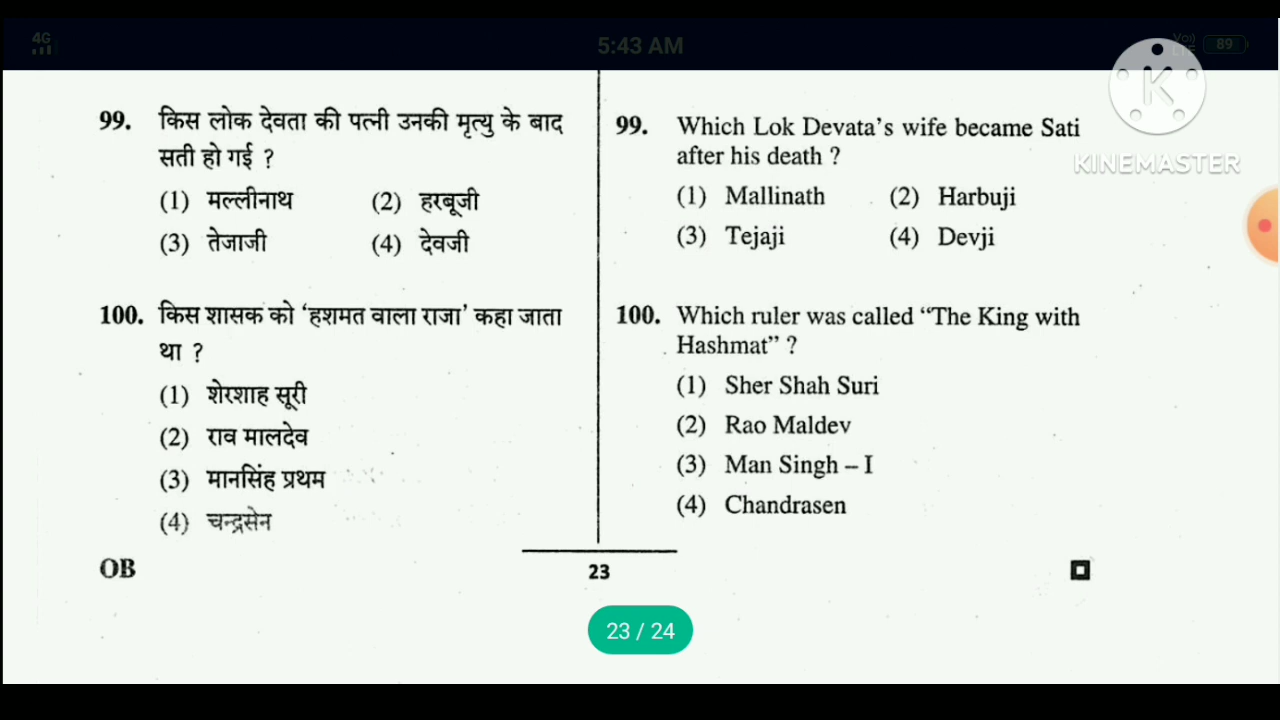 4G
5:43 AM
Vo))
LTE
89
KINEMASTER
99. किस लोक देवता की पत्नी उनकी मृत्यु के बाद
सती हो गई ?
(1) मल्लीनाथ (2) हरबूजी
(3) तेजाजी (4) देवजी
100. किस शासक को ‘हशमत वाला राजा’ कहा जाता
था ?
(1) शेरशाह सूरी
(2) राव मालदेव
(3) मानसिंह प्रथम
(4) चन्द्रसेन
99. Which Lok Devata’s wife became Sati
after his death ?
(1) Mallinath (2) Harbuji
(3) Tejaji (4) Devji
100. Which ruler was called “The King with
Hashmat” ?
(1) Sher Shah Suri
(2) Rao Maldev
(3) Man Singh – I
(4) Chandrasen
OB
23
23 / 24